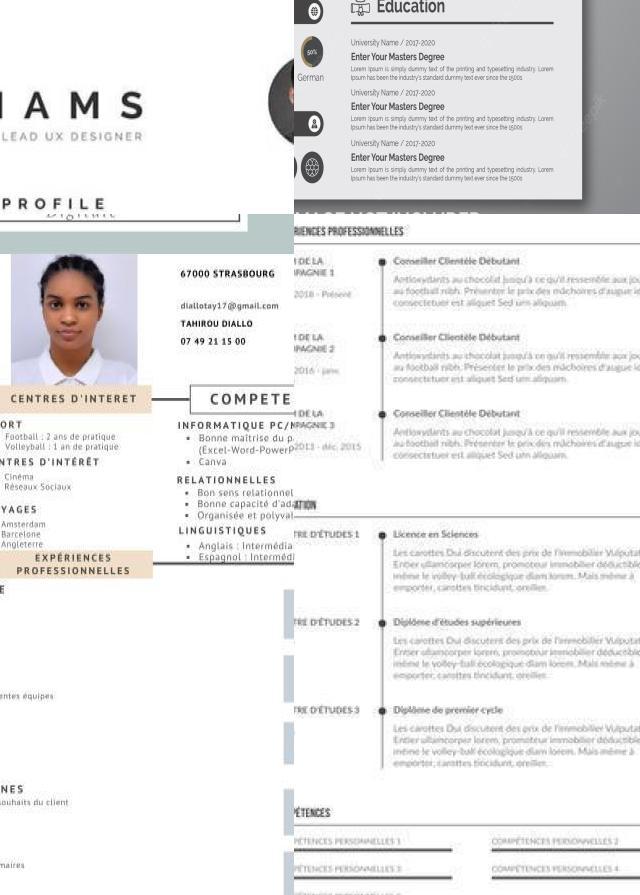 IAMS
LEAD UX DESIGNER
PROFILE
Digitale
67000 STRASBOURG
diallotay17@gmail.com
TAHIROU DIALLO
07 49 21 15 00
CENTRES D'INTERET
COMPETE
ORT
Football : 2 ans de pratique
Volleyball : 1 an de pratique
NTRES D'INTÉRÊT
Cinéma
Réseaux Sociaux
YAGES
Amsterdam
Barcelone
Angleterre
INFORMATIQUE PC/
Bonne maîtrise du p
(Excel-Word-PowerP
Canva
RELATIONNELLES
Bon sens relationnel
Bonne capacité d'ad
Organisée et polyval
LINGUISTIQUES
Anglais : Intermédia
Espagnol : Interméd
EXPÉRIENCES
PROFESSIONNELLES
E
entes équipes
NES
souhaits du client
maires
Education
50%
German
University Name / 2017-2020
Enter Your Masters Degree
Lorem Ipsum is simply dummy text of the printing and typesetting industry. Lorem
Ipsum has been the industry's standard dummy text ever since the 1500s
University Name / 2017-2020
Enter Your Masters Degree
Lorem Ipsum is simply dummy text of the printing and typesetting industry. Lorem
Ipsum has been the industry's standard dummy text ever since the 1500s
University Name / 2017-2020
Enter Your Masters Degree
Lorem Ipsum is simply dummy text of the printing and typesetting industry. Lorem
Ipsum has been the industry's standard dummy text ever since the 1500s
RIENCES PROFESSIONNELLES
DE LA
PAGNIE 1
2018 - Présent
Conseiller Clientèle Débutant
Antioxydants au chocolat jusqu'à ce qu'il ressemble aux jou
au football nibh. Présenter le prix des mâchoires d'augue id
consectetuer est aliquet Sed urn aliquam.
DE LA
PAGNIE 2
2016 - janv.
Conseiller Clientèle Débutant
Antioxydants au chocolat jusqu'à ce qu'il ressemble aux jou
au football nibh. Présenter le prix des mâchoires d'augue id
consectetuer est aliquet Sed urn aliquam.
DE LA
PAGNIE 3
2013 - déc. 2015
Conseiller Clientèle Débutant
Antioxydants au chocolat jusqu'à ce qu'il ressemble aux jou
au football nibh. Présenter le prix des mâchoires d'augue id
consectetuer est aliquet Sed urn aliquam.
ATION
TRE D'ÉTUDES 1
Licence en Sciences
Les carottes Dui discutent des prix de l'immobilier Vulputat
Entier ullamcorper lorem, promoteur immobilier déductible
même le volley-ball écologique diam lorem. Mais même à
emporter, carottes tincidunt, oreiller.
TRE D'ÉTUDES 2
Diplôme d'études supérieures
Les carottes Dui discutent des prix de l'immobilier Vulputat
Entier ullamcorper lorem, promoteur immobilier déductible
même le volley-ball écologique diam lorem. Mais même à
emporter, carottes tincidunt, oreiller.
TRE D'ÉTUDES 3
Diplôme de premier cycle
Les carottes Dui discutent des prix de l'immobilier Vulputat
Entier ullamcorper lorem, promoteur immobilier déductible
même le volley-ball écologique diam lorem. Mais même à
emporter, carottes tincidunt, oreiller.
PÉTENCES
PÉTENCES PERSONNELLES 1
COMPÉTENCES PERSONNELLES 2
PÉTENCES PERSONNELLES 3
COMPÉTENCES PERSONNELLES 4